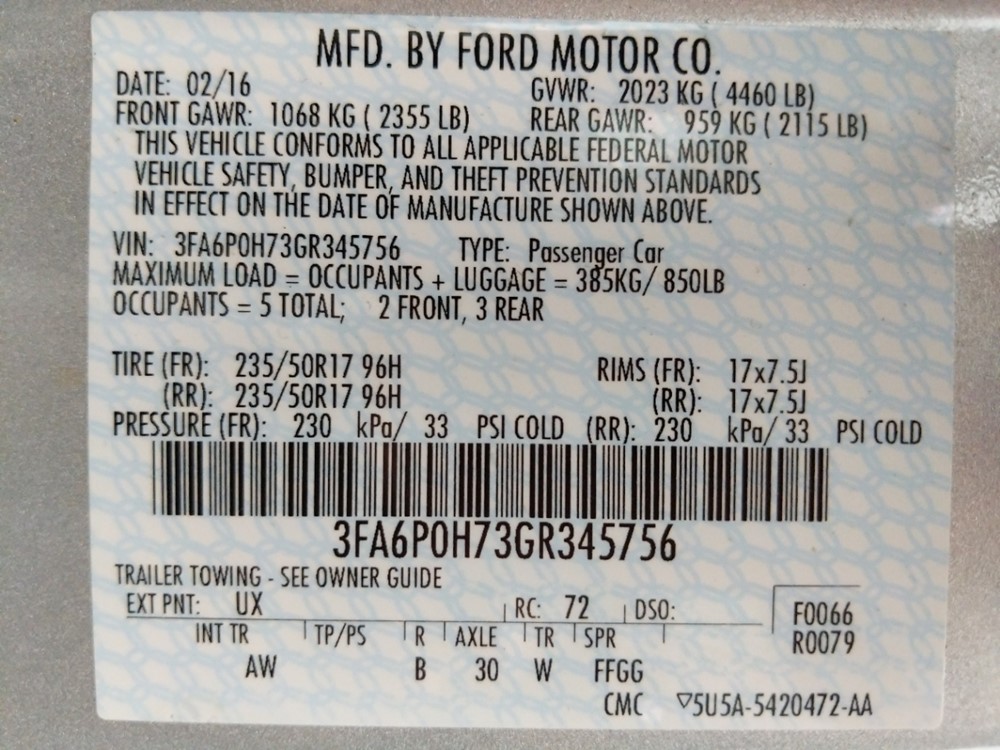 MFD. BY FORD MOTOR CO.
DATE: 02/16 GVWR: 2023 KG ( 4460 LB)
FRONT GAWR: 1068 KG ( 2355 LB) REAR GAWR: 959 KG ( 2115 LB)
THIS VEHICLE CONFORMS TO ALL APPLICABLE FEDERAL MOTOR
VEHICLE SAFETY, BUMPER, AND THEFT PREVENTION STANDARDS
IN EFFECT ON THE DATE OF MANUFACTURE SHOWN ABOVE.
VIN: 3FA6P0H73GR345756 TYPE: Passenger Car
MAXIMUM LOAD = OCCUPANTS + LUGGAGE = 385KG/ 850LB
OCCUPANTS = 5 TOTAL; 2 FRONT, 3 REAR
TIRE (FR): 235/50R17 96H RIMS (FR): 17x7.5J
(RR): 235/50R17 96H (RR): 17x7.5J
PRESSURE (FR): 230 kPa/ 33 PSI COLD (RR): 230 kPa/ 33 PSI COLD
3FA6P0H73GR345756
TRAILER TOWING - SEE OWNER GUIDE
EXT PNT: UX RC: 72 DSO: F0066
INT TR TP/PS R AXLE TR SPR R0079
AW B 30 W FFGG
CMC ▽5U5A-5420472-AA